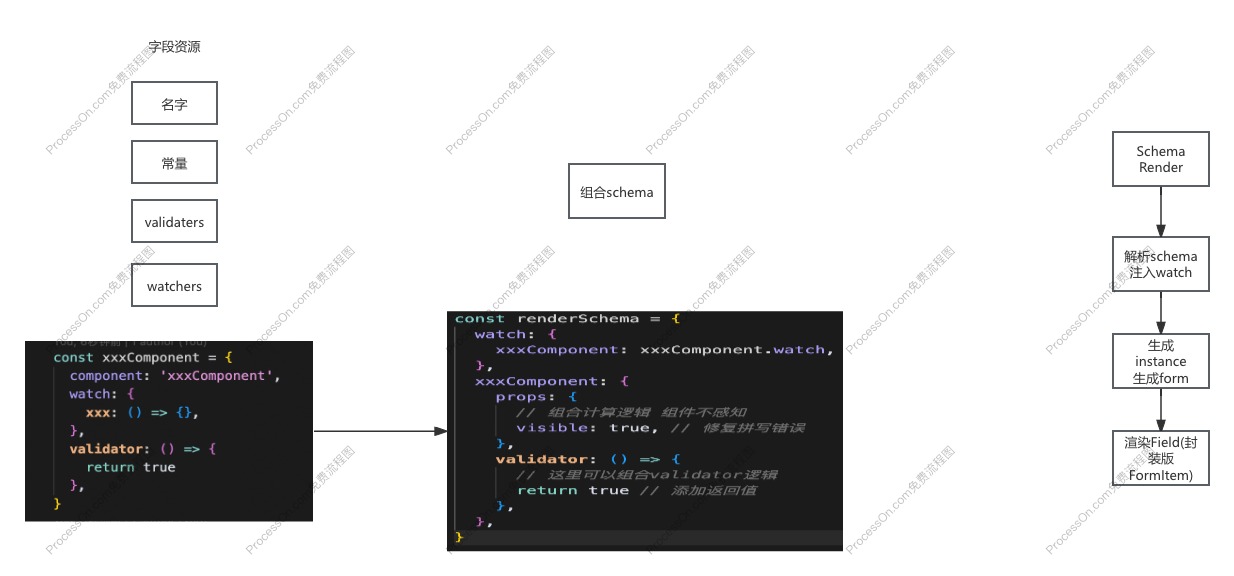 字段资源
名字
常量
validaters
watchers
const xxxComponent = {
component: 'xxxComponent',
watch: {
xxx: () => {},
},
validator: () => {
return true
},
}
组合schema
const renderSchema = {
watch: {
xxxComponent: xxxComponent.watch,
},
xxxComponent: {
props: {
// 组合计算逻辑 组件不感知
visible: true, // 修复拼写错误
},
validator: () => {
// 这里可以组合validator逻辑
return true // 添加返回值
},
},
}
Schema
Render
解析schema
注入watch
生成
instance
生成form
渲染Field(封
装版
FormItem)
ProcessOn.com免费流程图